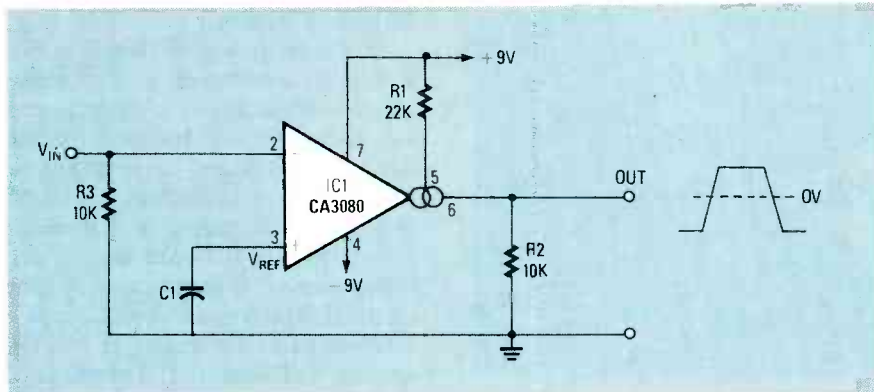 + 9V
R1
22K
V_IN
2
7
IC1
CA3080
5
6
OUT
0V
R3
10K
3
+
4
V_REF
- 9V
R2
10K
C1